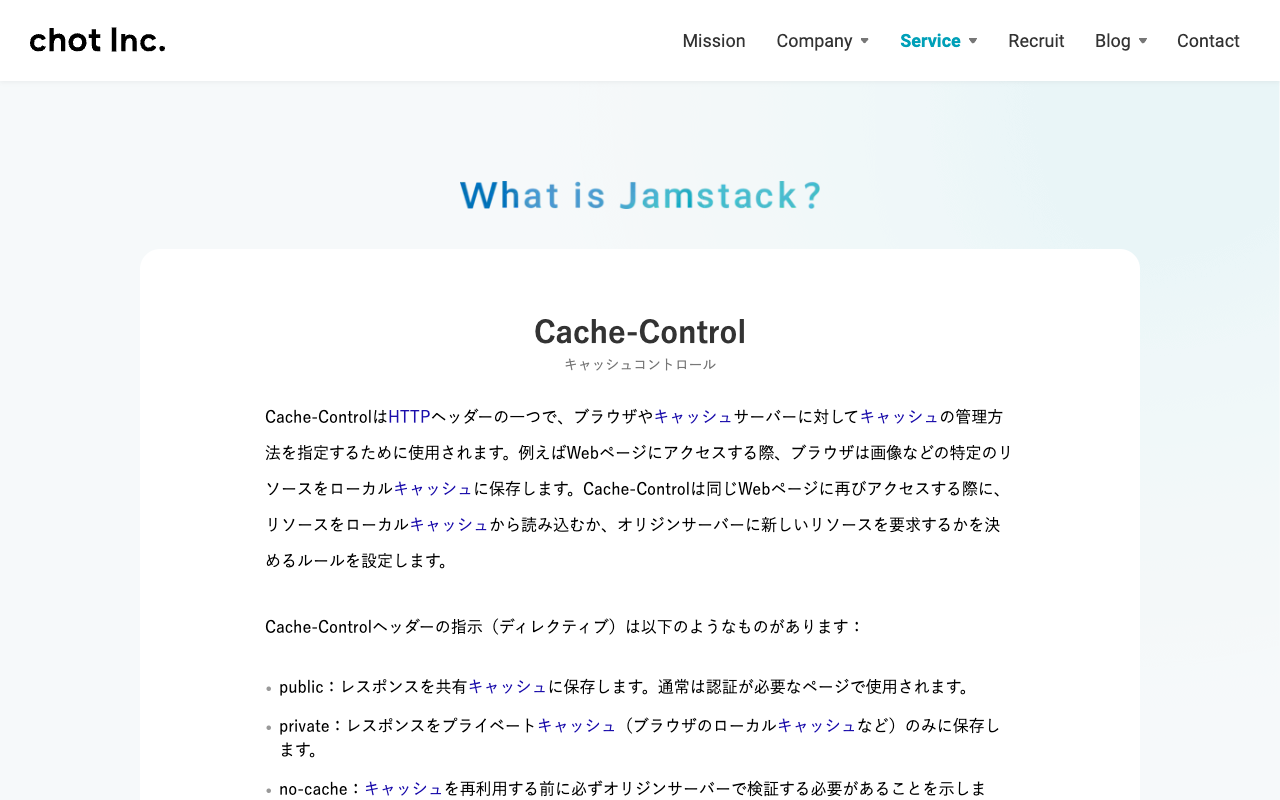 chot Inc.
Mission Company Service Recruit Blog Contact
What is Jamstack?
Cache-Control
キャッシュコントロール
Cache-ControlはHTTPヘッダーの一つで、ブラウザやキャッシュサーバーに対してキャッシュの管理方
法を指定するために使用されます。例えばWebページにアクセスする際、ブラウザは画像などの特定のリ
ソースをローカルキャッシュに保存します。Cache-Controlは同じWebページに再びアクセスする際に、
リソースをローカルキャッシュから読み込むか、オリジンサーバーに新しいリソースを要求するかを決
めるルールを設定します。
Cache-Controlヘッダーの指示（ディレクティブ）は以下のようなものがあります：
public：レスポンスを共有キャッシュに保存します。通常は認証が必要なページで使用されます。
private：レスポンスをプライベートキャッシュ（ブラウザのローカルキャッシュなど）のみに保存し
ます。
no-cache：キャッシュを再利用する前に必ずオリジンサーバーで検証する必要があることを示しま